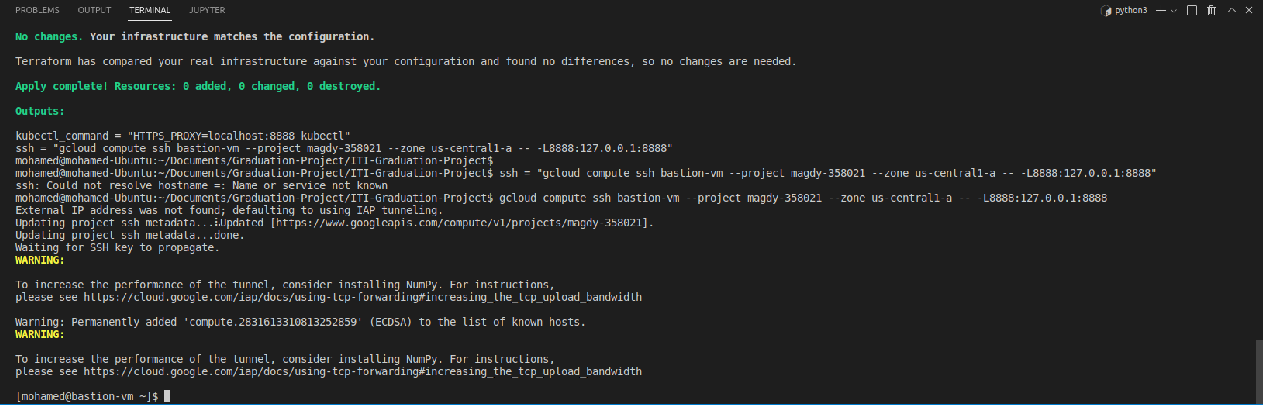 PROBLEMS OUTPUT TERMINAL JUPYTER python3
No changes. Your infrastructure matches the configuration.
Terraform has compared your real infrastructure against your configuration and found no differences, so no changes are needed.
Apply complete! Resources: 0 added, 0 changed, 0 destroyed.
Outputs:
kubectl_command = "HTTPS_PROXY=localhost:8888 kubectl"
ssh = "gcloud compute ssh bastion-vm --project magdy-358021 --zone us-central1-a -- -L8888:127.0.0.1:8888"
mohamed@mohamed-Ubuntu:~/Documents/Graduation-Project/ITI-Graduation-Project$
mohamed@mohamed-Ubuntu:~/Documents/Graduation-Project/ITI-Graduation-Project$ ssh = "gcloud compute ssh bastion-vm --project magdy-358021 --zone us-central1-a -- -L8888:127.0.0.1:8888"
ssh: Could not resolve hostname =: Name or service not known
mohamed@mohamed-Ubuntu:~/Documents/Graduation-Project/ITI-Graduation-Project$ gcloud compute ssh bastion-vm --project magdy-358021 --zone us-central1-a -- -L8888:127.0.0.1:8888
External IP address was not found; defaulting to using IAP tunneling.
Updating project ssh metadata...⠧Updated [https://www.googleapis.com/compute/v1/projects/magdy-358021].
Updating project ssh metadata...done.
Waiting for SSH key to propagate.
WARNING:
To increase the performance of the tunnel, consider installing NumPy. For instructions,
please see https://cloud.google.com/iap/docs/using-tcp-forwarding#increasing_the_tcp_upload_bandwidth
Warning: Permanently added 'compute.2831613310813252859' (ECDSA) to the list of known hosts.
WARNING:
To increase the performance of the tunnel, consider installing NumPy. For instructions,
please see https://cloud.google.com/iap/docs/using-tcp-forwarding#increasing_the_tcp_upload_bandwidth
[mohamed@bastion-vm ~]$